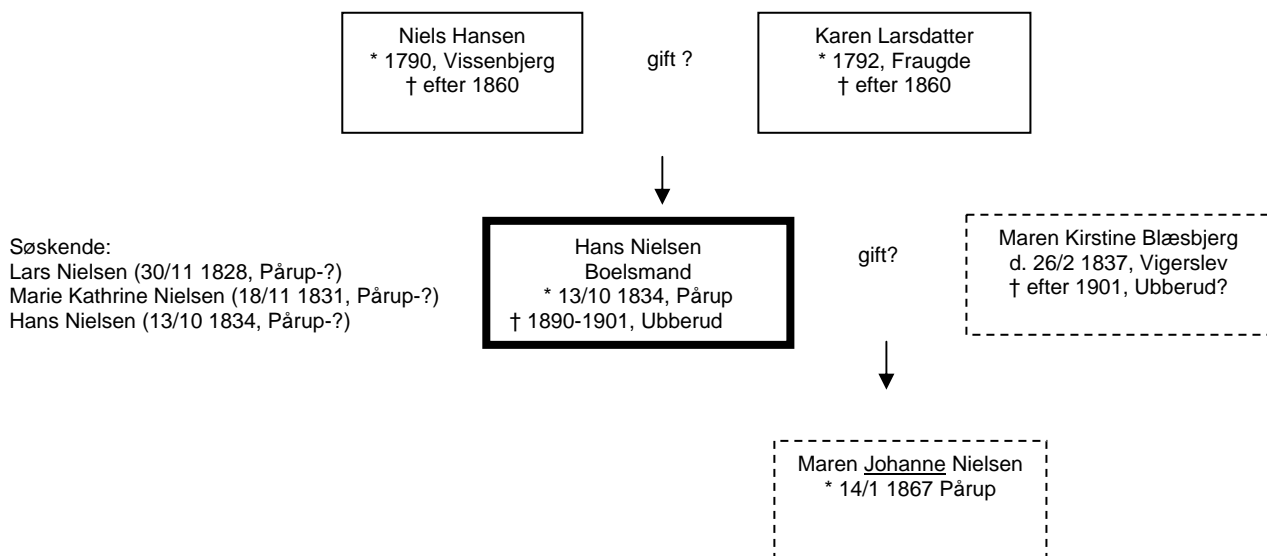 Niels Hansen
* 1790, Vissenbjerg
† efter 1860
gift ?
Karen Larsdatter
* 1792, Fraugde
† efter 1860
Søskende:
Lars Nielsen (30/11 1828, Pårup-?)
Marie Kathrine Nielsen (18/11 1831, Pårup-?)
Hans Nielsen (13/10 1834, Pårup-?)
Hans Nielsen
Boelsmand
* 13/10 1834, Pårup
† 1890-1901, Ubberud
gift?
Maren Kirstine Blæsbjerg
d. 26/2 1837, Vigerslev
† efter 1901, Ubberud?
Maren Johanne Nielsen
* 14/1 1867 Pårup